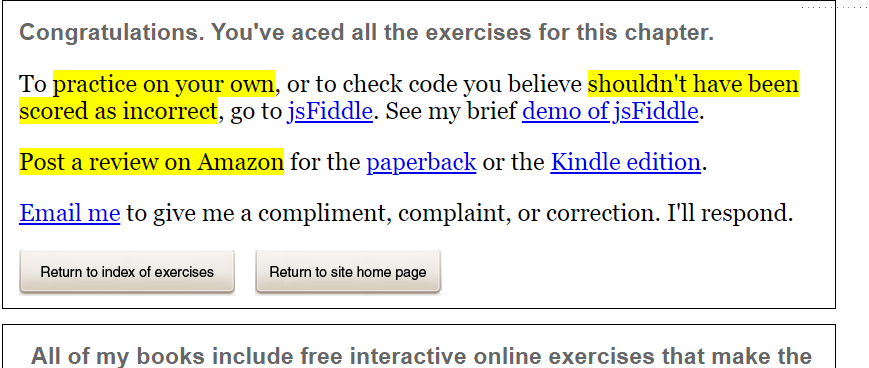 Congratulations. You've aced all the exercises for this chapter.
To practice on your own, or to check code you believe shouldn't have been
scored as incorrect, go to jsFiddle. See my brief demo of jsFiddle.
Post a review on Amazon for the paperback or the Kindle edition.
Email me to give me a compliment, complaint, or correction. I'll respond.
Return to index of exercises Return to site home page
All of my books include free interactive online exercises that make the